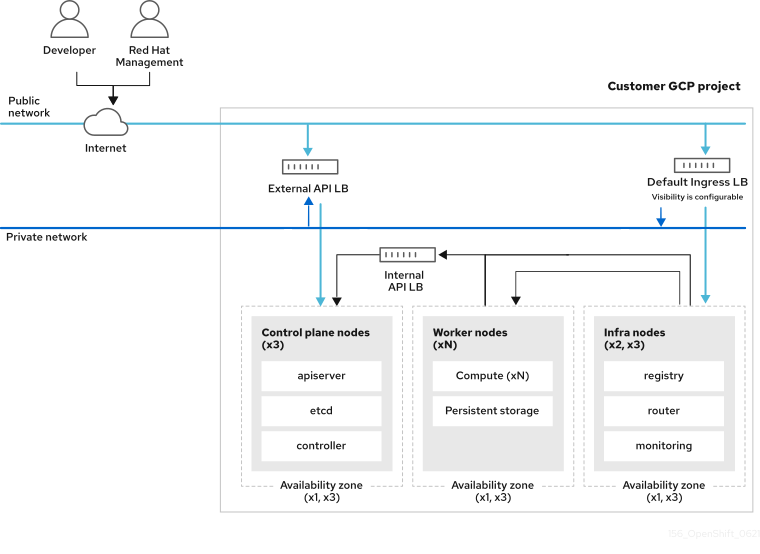 Developer
Red Hat
Management
Customer GCP project
Public
network
Internet
External API LB
Default Ingress LB
Visibility is configurable
Private network
Internal
API LB
Control plane nodes
(x3)
apiserver
etcd
controller
Availability zone
(x1, x3)
Worker nodes
(xN)
Compute (xN)
Persistent storage
Availability zone
(x1, x3)
Infra nodes
(x2, x3)
registry
router
monitoring
Availability zone
(x1, x3)
156_OpenShift_0621